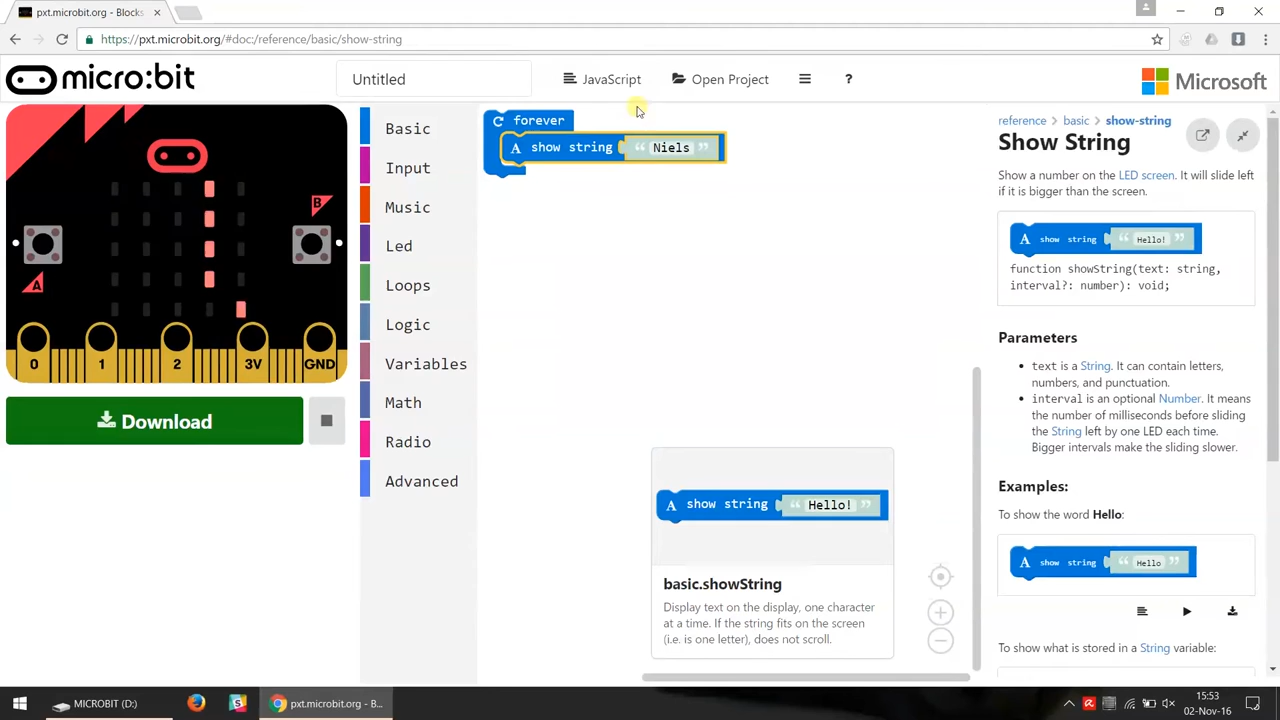 pxt.microbit.org - Blocks
https://pxt.microbit.org/#doc:/reference/basic/show-string
micro:bit
Untitled
JavaScript
Open Project
?
Microsoft
B
A
0
1
2
3V
GND
Download
Basic
Input
Music
Led
Loops
Logic
Variables
Math
Radio
Advanced
forever
A show string “ Niels ”
A show string “ Hello! ”
basic.showString
Display text on the display, one character
at a time. If the string fits on the screen
(i.e. is one letter), does not scroll.
reference \ basic \ show-string
Show String
Show a number on the LED screen. It will slide left
if it is bigger than the screen.
A show string “ Hello! ”
function showString(text: string,
interval?: number): void;
Parameters
• text is a String. It can contain letters,
numbers, and punctuation.
• interval is an optional Number. It means
the number of milliseconds before sliding
the String left by one LED each time.
Bigger intervals make the sliding slower.
Examples:
To show the word Hello:
A show string “ Hello ”
To show what is stored in a String variable:
MICROBIT (D:)
pxt.microbit.org - B...
15:53
02-Nov-16